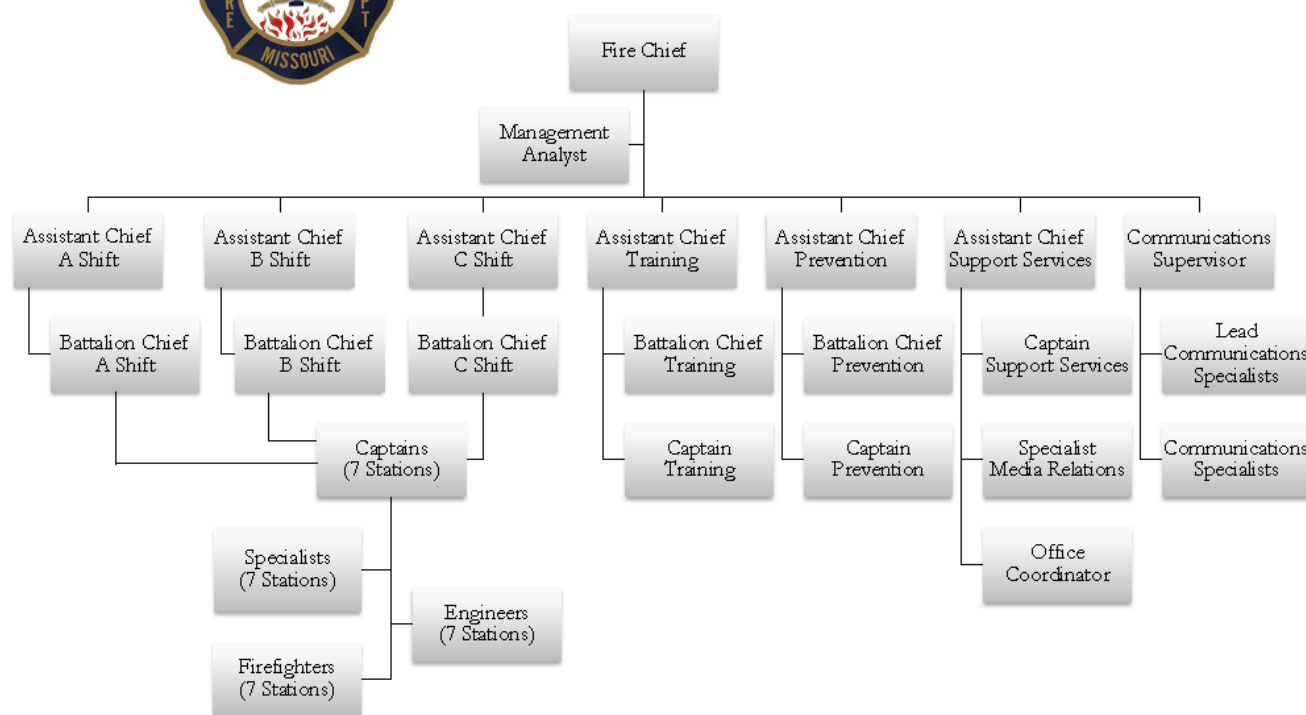 RE
PT
MISSOURI
Fire Chief
Management
Analyst
Assistant Chief
A Shift
Assistant Chief
B Shift
Assistant Chief
C Shift
Assistant Chief
Training
Assistant Chief
Prevention
Assistant Chief
Support Services
Communications
Supervisor
Battalion Chief
A Shift
Battalion Chief
B Shift
Battalion Chief
C Shift
Battalion Chief
Training
Battalion Chief
Prevention
Captain
Support Services
Lead
Communications
Specialists
Captains
(7 Stations)
Captain
Training
Captain
Prevention
Specialist
Media Relations
Communications
Specialists
Specialists
(7 Stations)
Office
Coordinator
Engineers
(7 Stations)
Firefighters
(7 Stations)